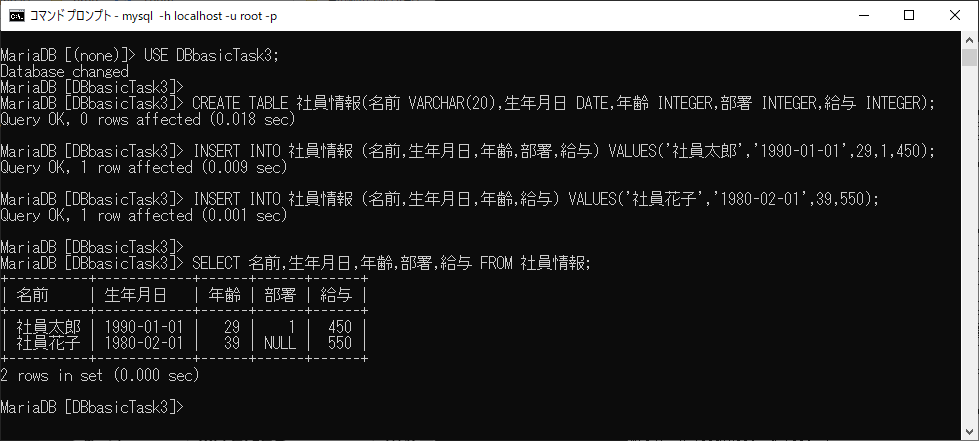 コマンド プロンプト - mysql -h localhost -u root -p
MariaDB [(none)]> USE DBbasicTask3;
Database changed
MariaDB [DBbasicTask3]>
MariaDB [DBbasicTask3]> CREATE TABLE 社員情報(名前 VARCHAR(20),生年月日 DATE,年齢 INTEGER,部署 INTEGER,給与 INTEGER);
Query OK, 0 rows affected (0.018 sec)
MariaDB [DBbasicTask3]> INSERT INTO 社員情報 (名前,生年月日,年齢,部署,給与) VALUES('社員太郎','1990-01-01',29,1,450);
Query OK, 1 row affected (0.009 sec)
MariaDB [DBbasicTask3]> INSERT INTO 社員情報 (名前,生年月日,年齢,給与) VALUES('社員花子','1980-02-01',39,550);
Query OK, 1 row affected (0.001 sec)
MariaDB [DBbasicTask3]>
MariaDB [DBbasicTask3]> SELECT 名前,生年月日,年齢,部署,給与 FROM 社員情報;
+----------+------------+------+------+------+
| 名前 | 生年月日 | 年齢 | 部署 | 給与 |
+----------+------------+------+------+------+
| 社員太郎 | 1990-01-01 | 29 | 1 | 450 |
| 社員花子 | 1980-02-01 | 39 | NULL | 550 |
+----------+------------+------+------+------+
2 rows in set (0.000 sec)
MariaDB [DBbasicTask3]>